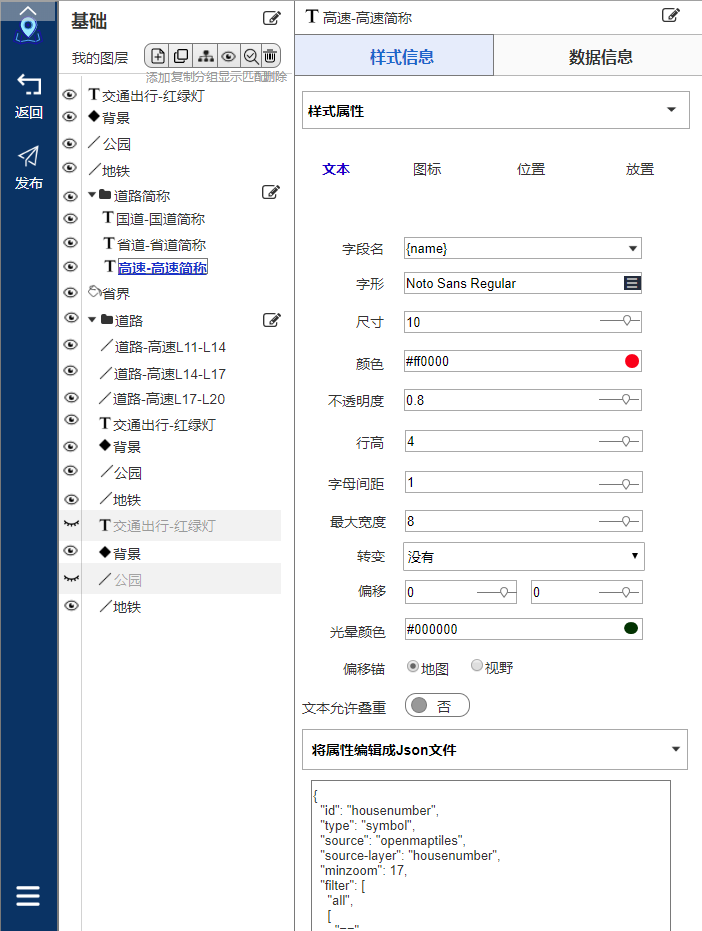 返回
发布
基础
我的图层
添加复制分组显示匹配删除
T交通出行-红绿灯
背景
公园
地铁
道路简称
T国道-国道简称
T省道-省道简称
T高速-高速简称
省界
道路
道路-高速L11-L14
道路-高速L14-L17
道路-高速L17-L20
T交通出行-红绿灯
背景
公园
地铁
T交通出行-红绿灯
背景
公园
地铁
T 高速-高速简称
样式信息 数据信息
样式属性
文本 图标 位置 放置
字段名 {name}
字形 Noto Sans Regular
尺寸 10
颜色 #ff0000
不透明度 0.8
行高 4
字母间距 1
最大宽度 8
转变 没有
偏移 0 0
光晕颜色 #000000
偏移锚 地图 视野
文本允许叠重 否
将属性编辑成Json文件
{
"id": "housenumber",
"type": "symbol",
"source": "openmaptiles",
"source-layer": "housenumber",
"minzoom": 17,
"filter": [
"all",
[
"=="